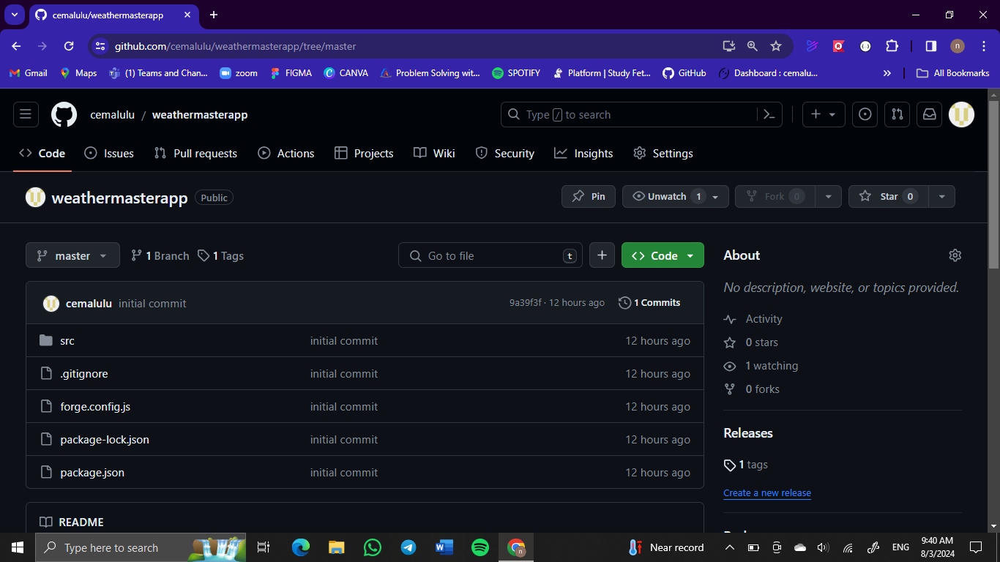 cemalulu/weathermasterapp
github.com/cemalulu/weathermasterapp/tree/master
n
Gmail
Maps
(1) Teams and Chan...
zoom
FIGMA
CANVA
Problem Solving wit...
SPOTIFY
Platform | Study Fet...
GitHub
Dashboard : cemalu...
»
All Bookmarks
cemalulu / weathermasterapp
Type / to search
Code
Issues
Pull requests
Actions
Projects
Wiki
Security
Insights
Settings
weathermasterapp
Public
Pin
Unwatch 1
Fork 0
Star 0
master
1 Branch
1 Tags
Go to file
t
Code
cemalulu initial commit
9a39f3f · 12 hours ago
1 Commits
src initial commit 12 hours ago
.gitignore initial commit 12 hours ago
forge.config.js initial commit 12 hours ago
package-lock.json initial commit 12 hours ago
package.json initial commit 12 hours ago
README
About
No description, website, or topics provided.
Activity
0 stars
1 watching
0 forks
Releases
1 tags
Create a new release
Type here to search
Near record
ENG
9:40 AM
8/3/2024